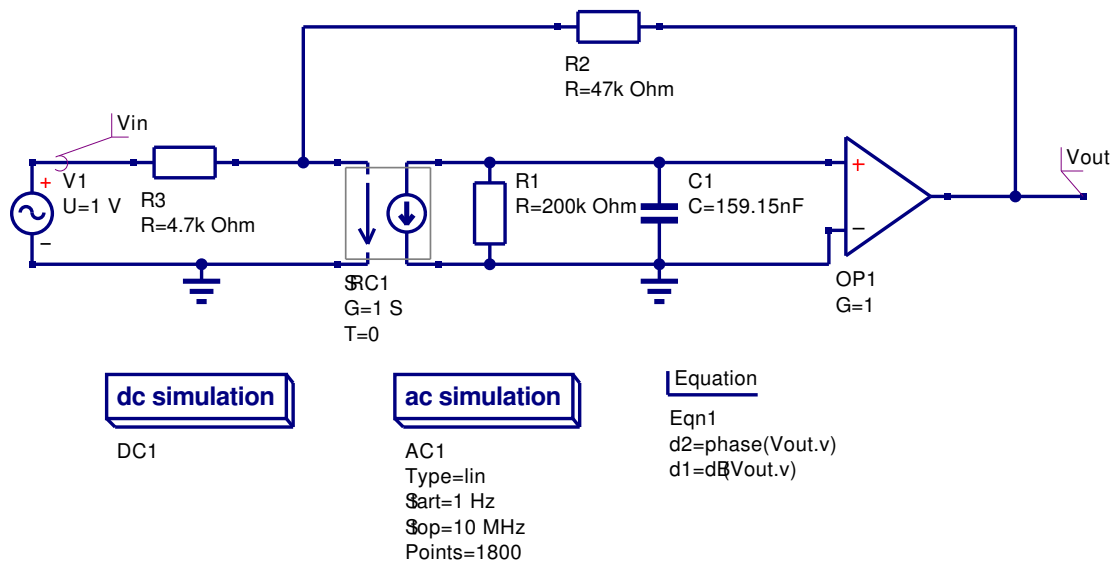 R2
R=47k Ohm
Vin
Vout
+
V1
U=1 V
−
R3
R=4.7k Ohm
SRC1
G=1 S
T=0
R1
R=200k Ohm
C1
C=159.15nF
+
−
OP1
G=1
dc simulation
DC1
ac simulation
AC1
Type=lin
Start=1 Hz
Stop=10 MHz
Points=1800
Equation
Eqn1
d2=phase(Vout.v)
d1=dB(Vout.v)